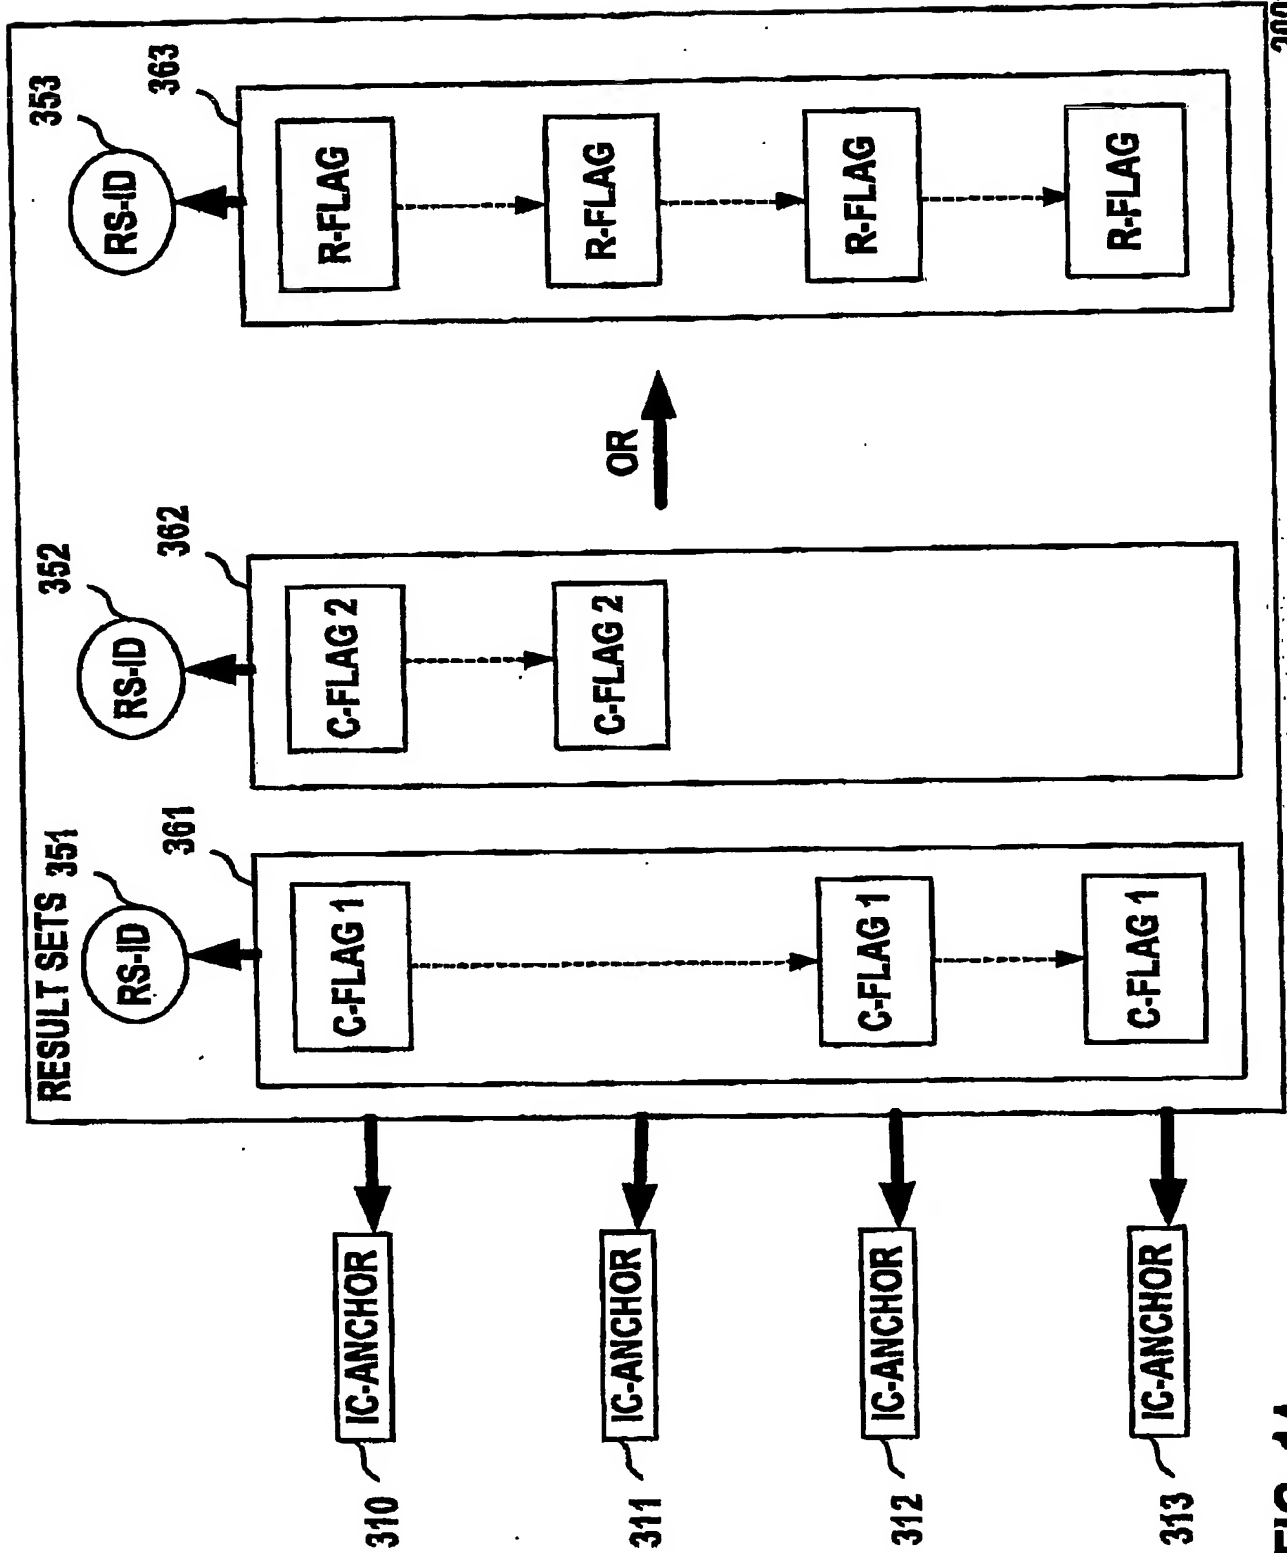 RESULT SETS
351
352
353
RS-ID
RS-ID
RS-ID
361
362
363
310
IC-ANCHOR
C-FLAG 1
C-FLAG 2
R-FLAG
311
IC-ANCHOR
C-FLAG 2
OR
R-FLAG
312
IC-ANCHOR
C-FLAG 1
R-FLAG
313
IC-ANCHOR
C-FLAG 1
R-FLAG